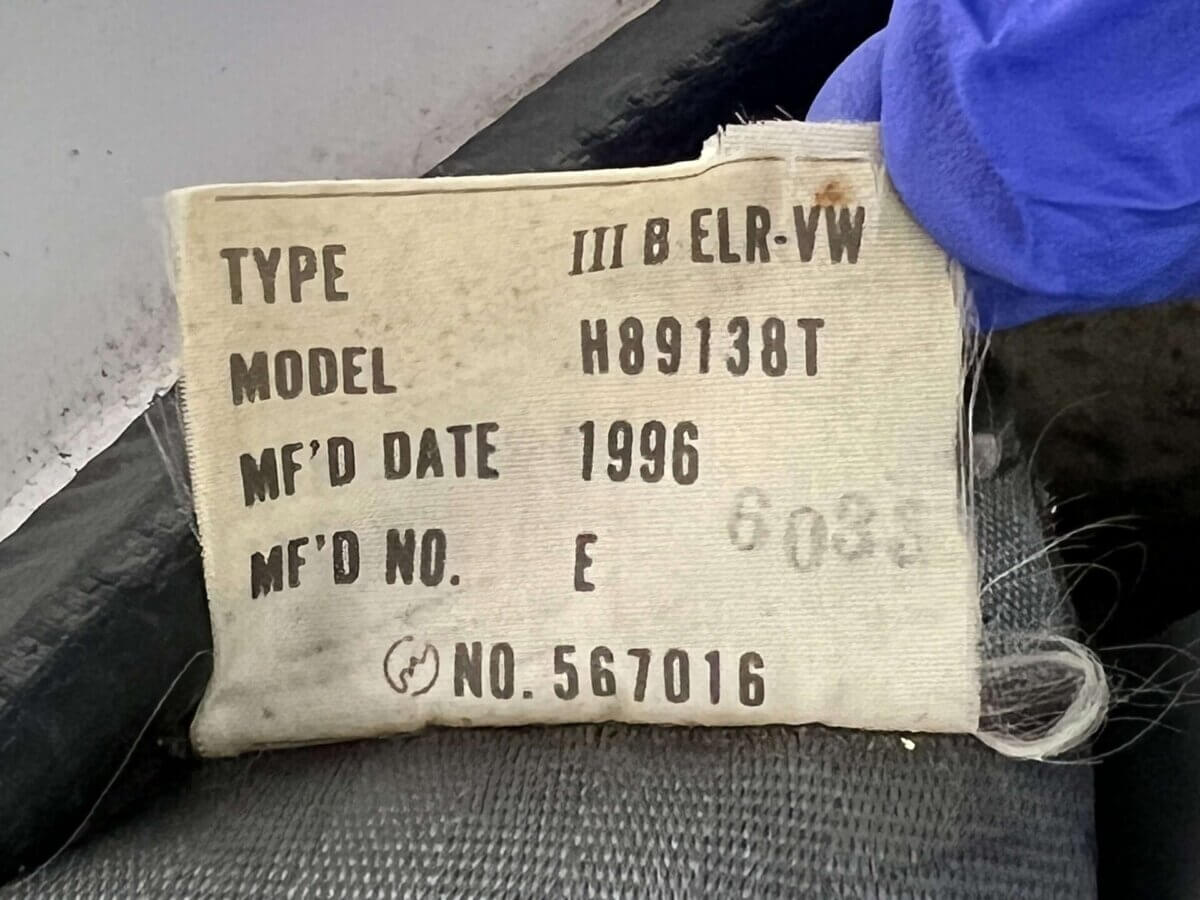 TYPE III B ELR-VW
MODEL H89138T
MF'D DATE 1996
MF'D NO. E
NO. 567016